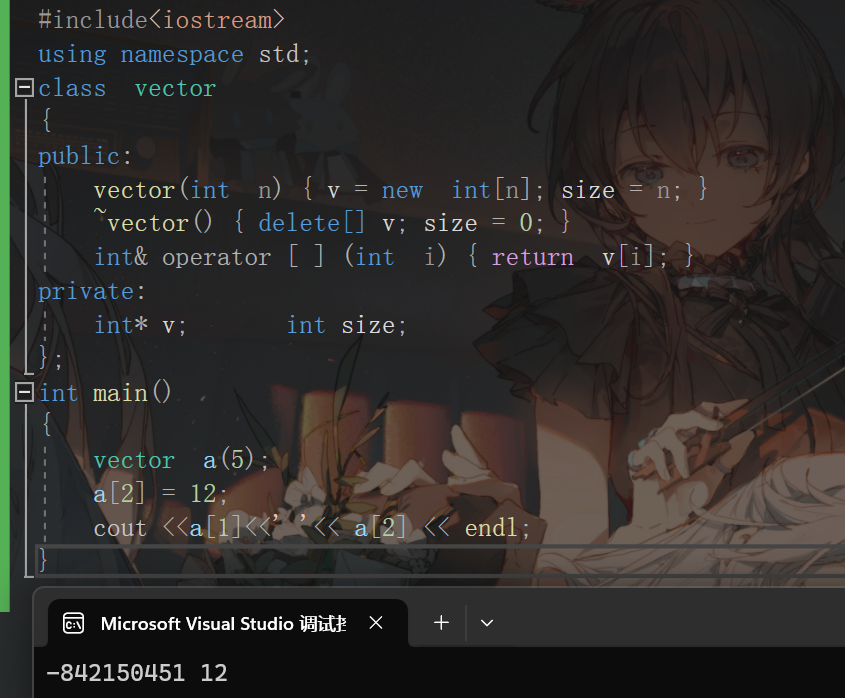 #include<iostream>
using namespace std;
class  vector
{
public:
    vector(int  n) { v = new  int[n]; size = n; }
    ~vector() { delete[] v; size = 0; }
    int& operator [ ] (int  i) { return  v[i]; }
private:
    int* v;       int size;
};
int main()
{
    vector  a(5);
    a[2] = 12;
    cout <<a[1]<<' '<< a[2] << endl;
}
Microsoft Visual Studio 调试
-842150451 12